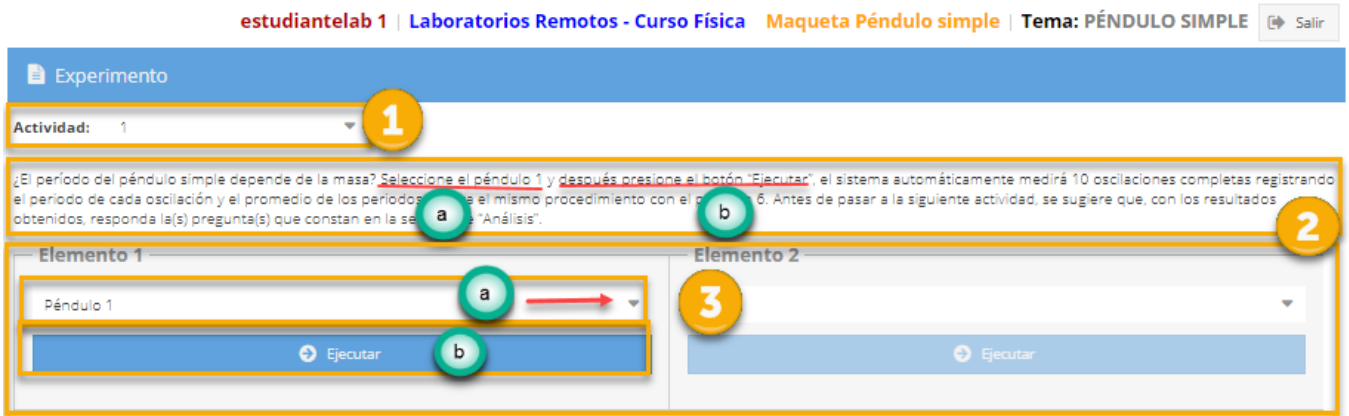 estudiantelab 1 | Laboratorios Remotos - Curso Física Maqueta Péndulo simple | Tema: PÉNDULO SIMPLE Salir
Experimento
Actividad: 1 1
¿El período del péndulo simple depende de la masa? Seleccione el péndulo 1 y después presione el botón "Ejecutar", el sistema automáticamente medirá 10 oscilaciones completas registrando
el período de cada oscilación y el promedio de los períodos a el mismo procedimiento con el 6. Antes de pasar a la siguiente actividad, se sugiere que, con los resultados
a b
obtenidos, responda la(s) pregunta(s) que constan en la "Análisis".
2
Elemento 1 Elemento 2
Péndulo 1 a 3
Ejecutar b Ejecutar